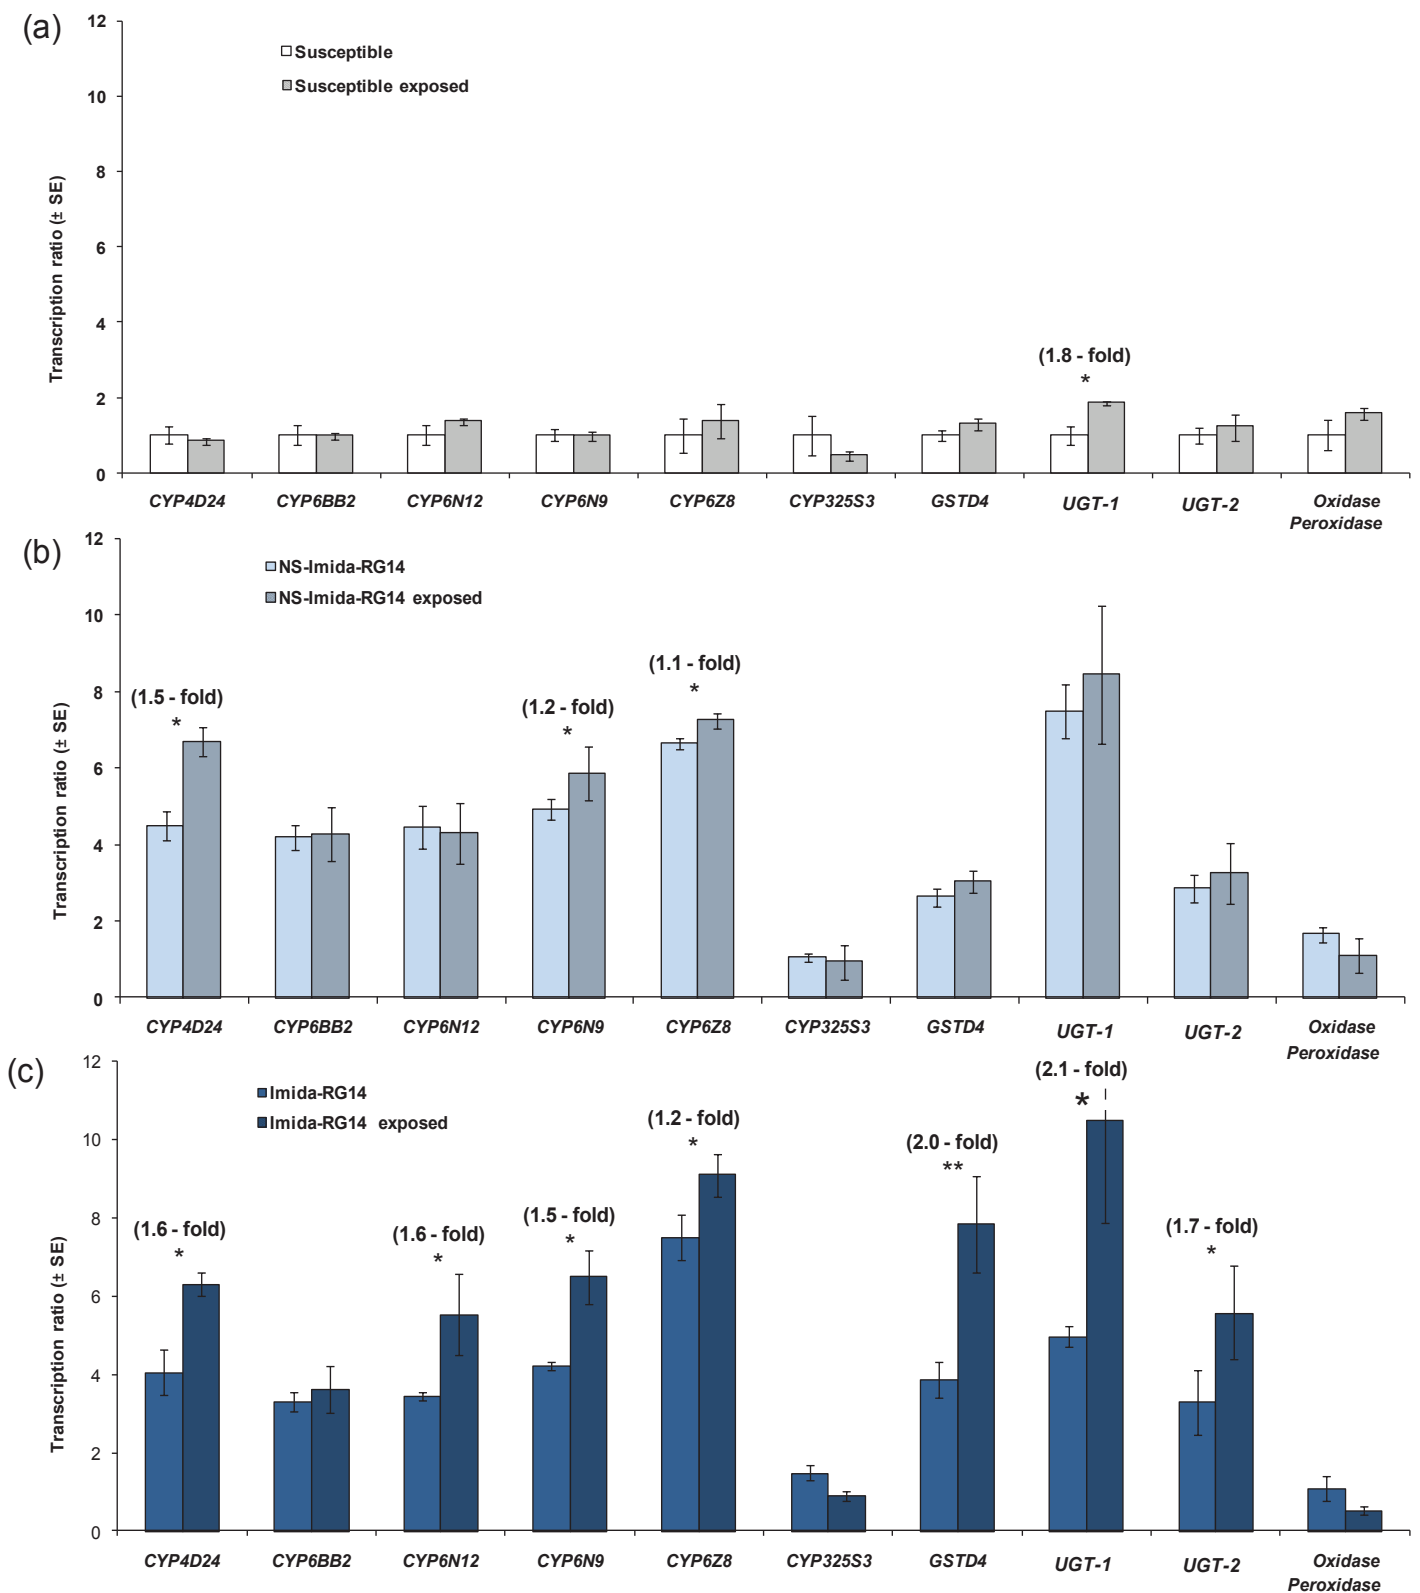 (a)
12
10
8
6
4
2
0
Transcription ratio (± SE)
Susceptible
Susceptible exposed
(1.8 - fold)
*
CYP4D24 CYP6BB2 CYP6N12 CYP6N9 CYP6Z8 CYP325S3 GSTD4 UGT-1 UGT-2 Oxidase
Peroxidase
(b)
12
10
8
6
4
2
0
Transcription ratio (± SE)
NS-Imida-RG14
NS-Imida-RG14 exposed
(1.5 - fold)
*
(1.2 - fold)
*
(1.1 - fold)
*
CYP4D24 CYP6BB2 CYP6N12 CYP6N9 CYP6Z8 CYP325S3 GSTD4 UGT-1 UGT-2 Oxidase
Peroxidase
(c)
12
10
8
6
4
2
0
Transcription ratio (± SE)
Imida-RG14
Imida-RG14 exposed
(1.6 - fold)
*
(1.6 - fold)
*
(1.5 - fold)
*
(1.2 - fold)
*
(2.0 - fold)
**
(2.1 - fold)
*
(1.7 - fold)
*
CYP4D24 CYP6BB2 CYP6N12 CYP6N9 CYP6Z8 CYP325S3 GSTD4 UGT-1 UGT-2 Oxidase
Peroxidase